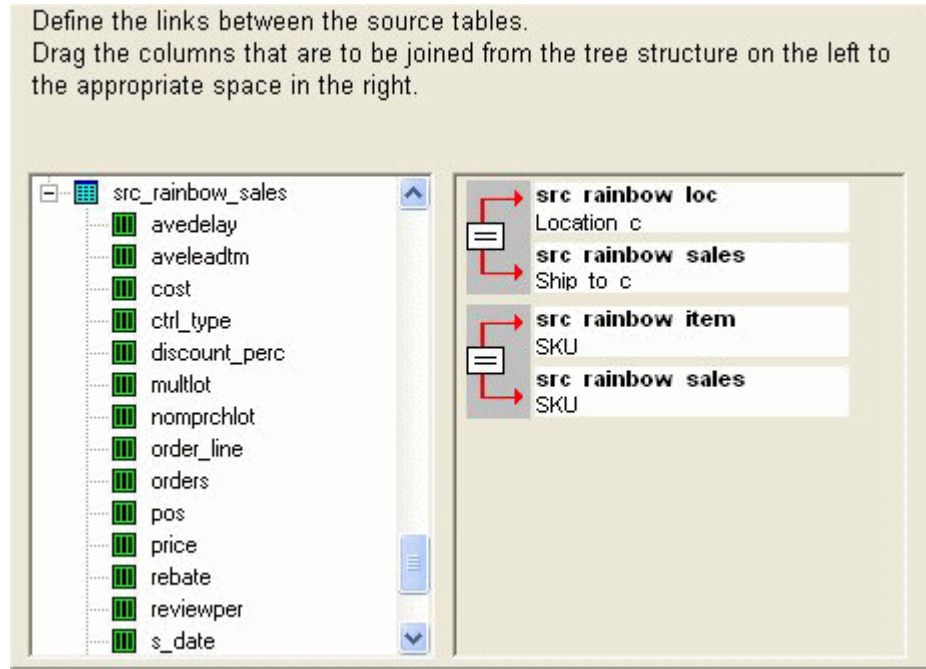 Define the links between the source tables.
Drag the columns that are to be joined from the tree structure on the left to
the appropriate space in the right.
src_rainbow_sales
avedelay
aveleadtm
cost
ctrl_type
discount_perc
multlot
nomprchlot
order_line
orders
pos
price
rebate
reviewper
s_date
src rainbow loc
Location c
=
src rainbow sales
Ship to c
src rainbow item
SKU
=
src rainbow sales
SKU